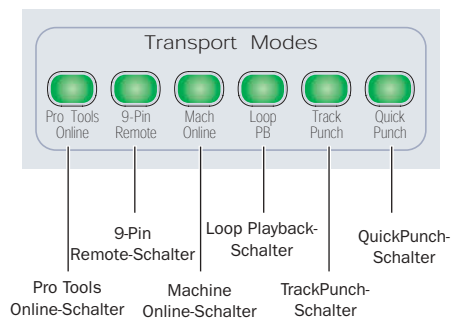 Transport Modes
Pro Tools
Online
9-Pin
Remote
Mach
Online
Loop
PB
Track
Punch
Quick
Punch
9-Pin
Remote-Schalter
Loop Playback-
Schalter
QuickPunch-
Schalter
Pro Tools
Online-Schalter
Machine
Online-Schalter
TrackPunch-
Schalter